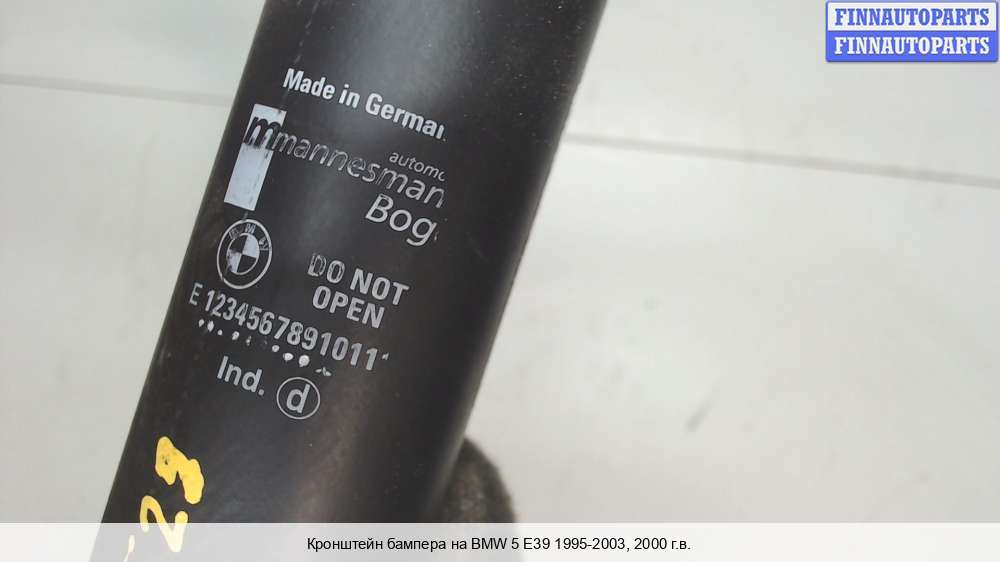 FINNAUTOPARTS
FINNAUTOPARTS
Made in German
automo
mannesman
Bog
DO NOT
OPEN
E 1234567891011
Ind. d
23
Кронштейн бампера на BMW 5 E39 1995-2003, 2000 г.в.